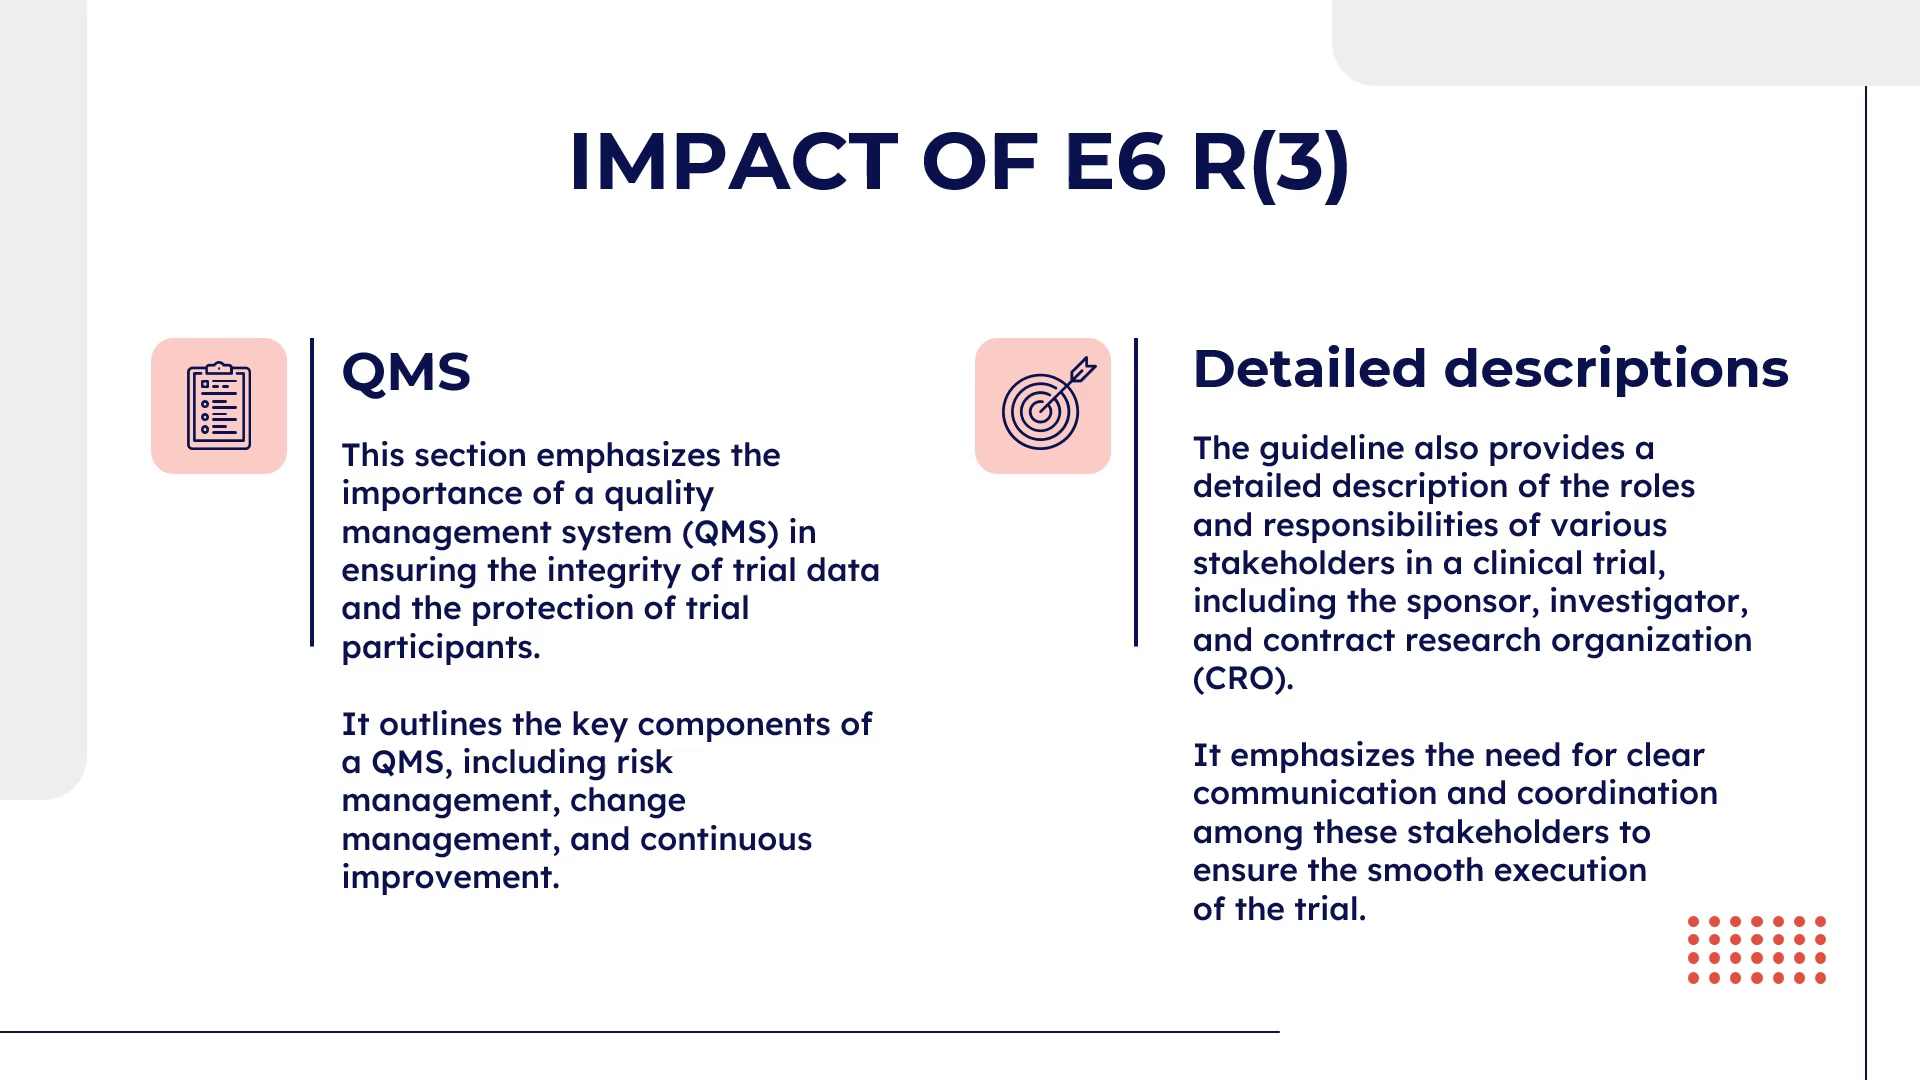 IMPACT OF E6 R(3)
QMS
This section emphasizes the
importance of a quality
management system (QMS) in
ensuring the integrity of trial data
and the protection of trial
participants.
It outlines the key components of
a QMS, including risk
management, change
management, and continuous
improvement.
Detailed descriptions
The guideline also provides a
detailed description of the roles
and responsibilities of various
stakeholders in a clinical trial,
including the sponsor, investigator,
and contract research organization
(CRO).
It emphasizes the need for clear
communication and coordination
among these stakeholders to
ensure the smooth execution
of the trial.